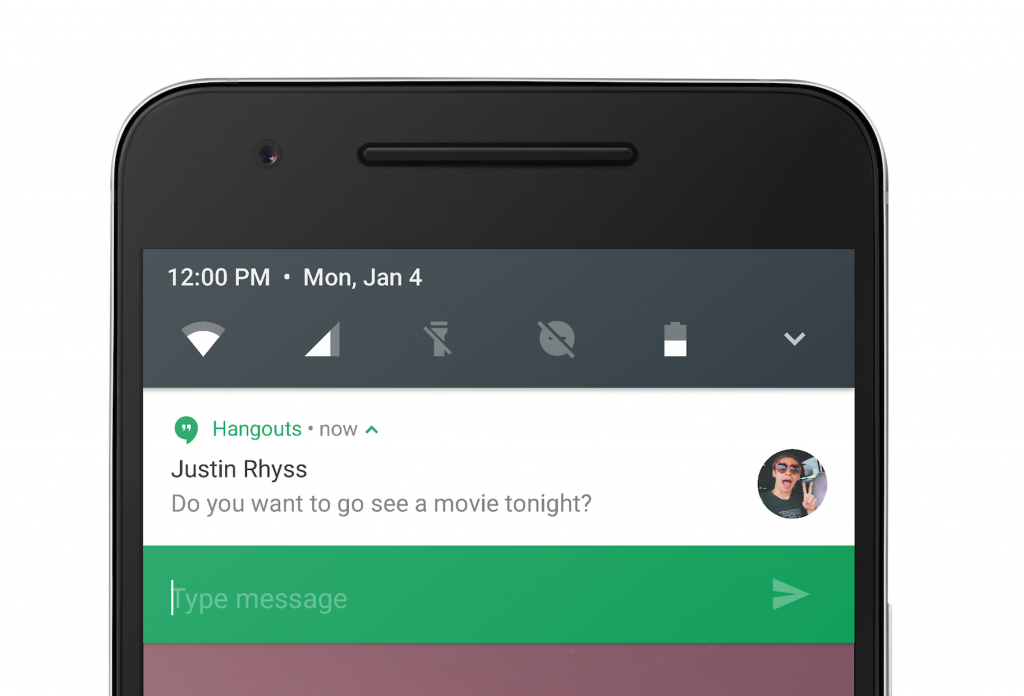 12:00 PM • Mon, Jan 4
Hangouts • now
Justin Rhyss
Do you want to go see a movie tonight?
Type message